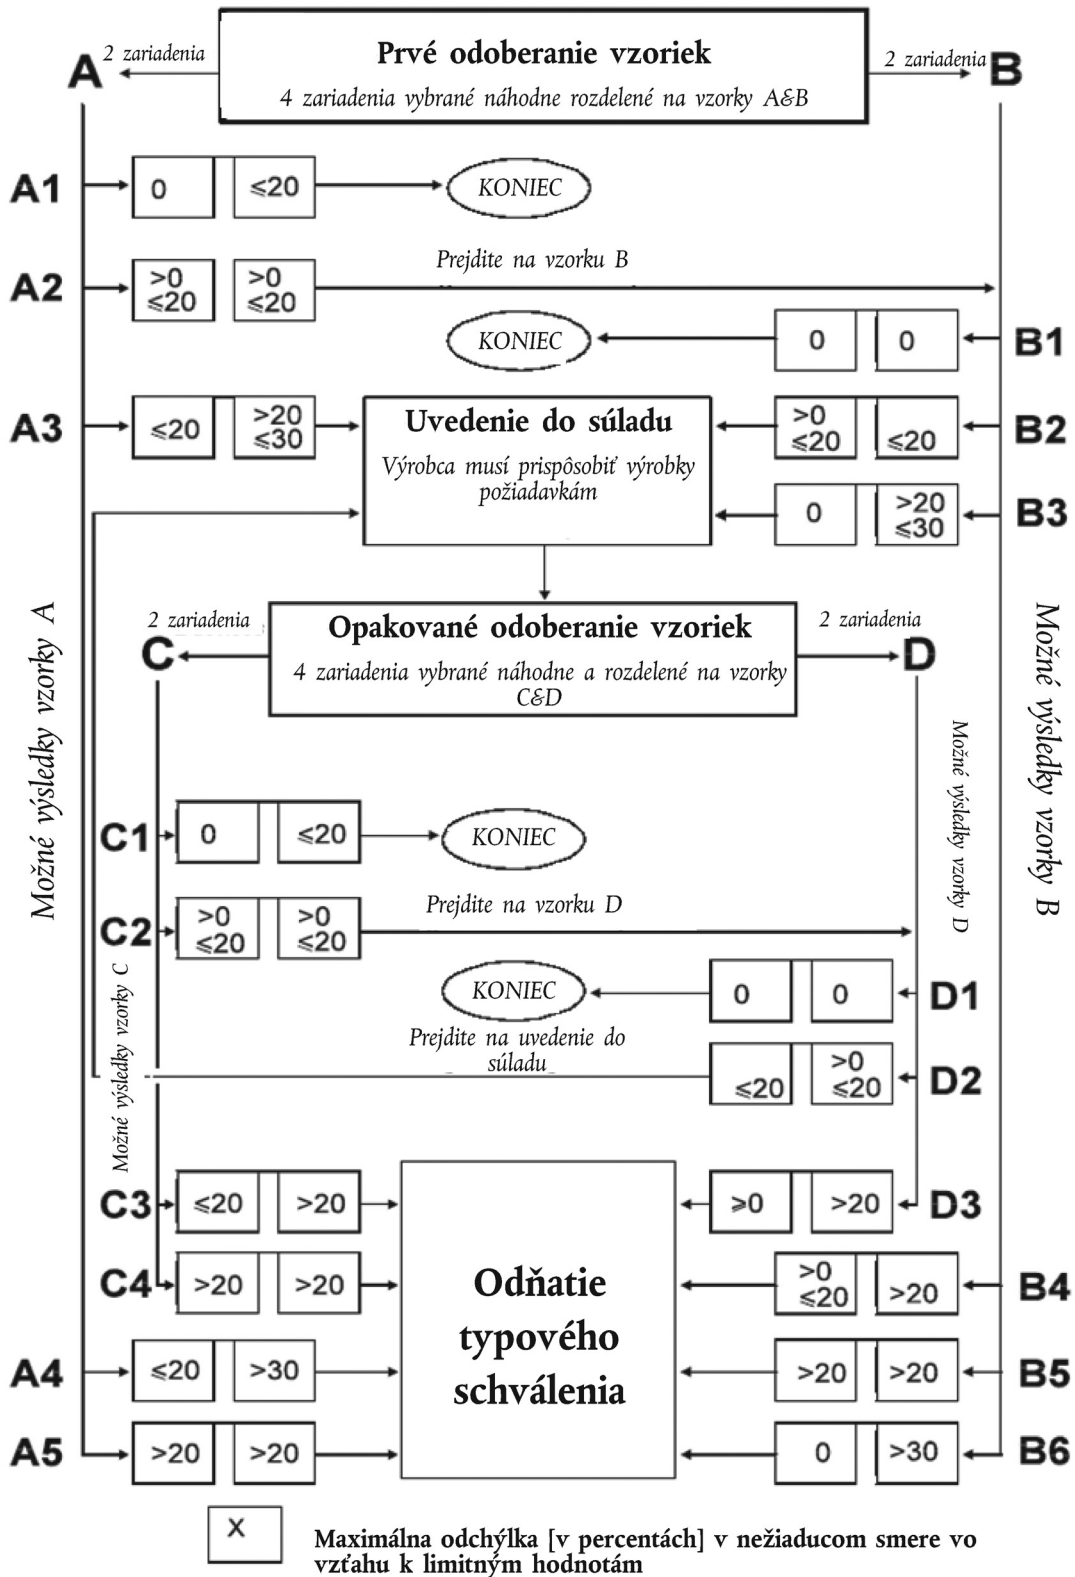 Prvé odoberanie vzoriek
4 zariadenia vybrané náhodne rozdelené na vzorky A&B
A
2 zariadenia
2 zariadenia
B
A1
0
≤20
KONIEC
A2
>0
≤20
>0
≤20
Prejdite na vzorku B
KONIEC
0
0
B1
A3
≤20
>20
≤30
Uvedenie do súladu
Výrobca musí prispôsobiť výrobky
požiadavkám
>0
≤20
≤20
B2
0
>20
≤30
B3
Možné výsledky vzorky A
Možné výsledky vzorky B
2 zariadenia
C
Opakované odoberanie vzoriek
4 zariadenia vybrané náhodne a rozdelené na vzorky
C&D
2 zariadenia
D
Možné výsledky vzorky D
C1
0
≤20
KONIEC
C2
>0
≤20
>0
≤20
Prejdite na vzorku D
Možné výsledky vzorky C
KONIEC
0
0
D1
Prejdite na uvedenie do
súladu
≤20
>0
≤20
D2
C3
≤20
>20
≥0
>20
D3
C4
>20
>20
Odňatie
typového
schválenia
>0
≤20
>20
B4
A4
≤20
>30
>20
>20
B5
A5
>20
>20
0
>30
B6
X
Maximálna odchýlka [v percentách] v nežiaducom smere vo
vzťahu k limitným hodnotám